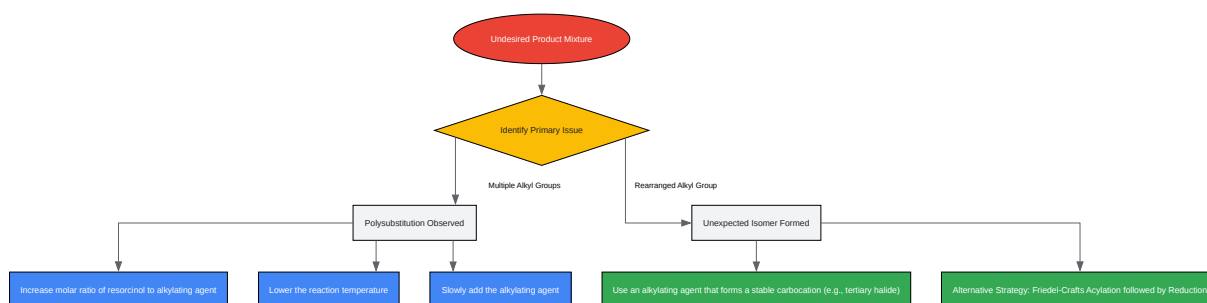 Undesired Product Mixture
Identify Primary Issue
Multiple Alkyl Groups
Rearranged Alkyl Group
Polysubstitution Observed
Unexpected Isomer Formed
Increase molar ratio of resorcinol to alkylating agent
Lower the reaction temperature
Slowly add the alkylating agent
Use an alkylating agent that forms a stable carbocation (e.g., tertiary halide)
Alternative Strategy: Friedel-Crafts Acylation followed by Reduction